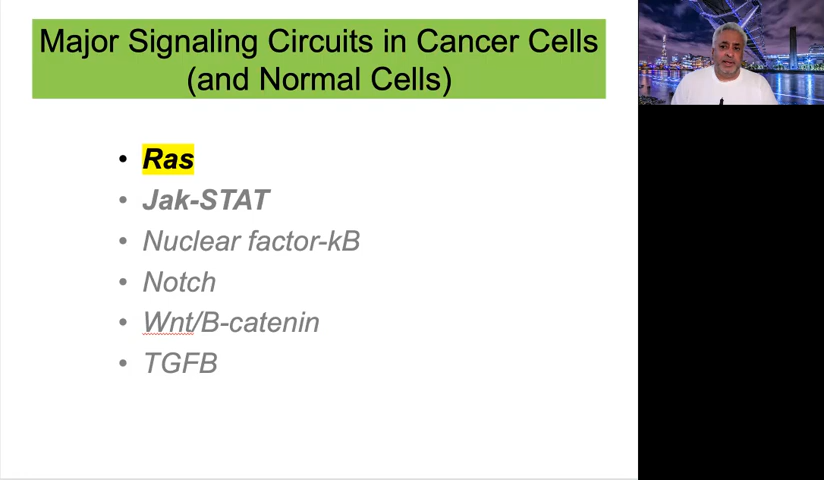 Major Signaling Circuits in Cancer Cells
(and Normal Cells)
• Ras
• Jak-STAT
• Nuclear factor-kB
• Notch
• Wnt/B-catenin
• TGFB